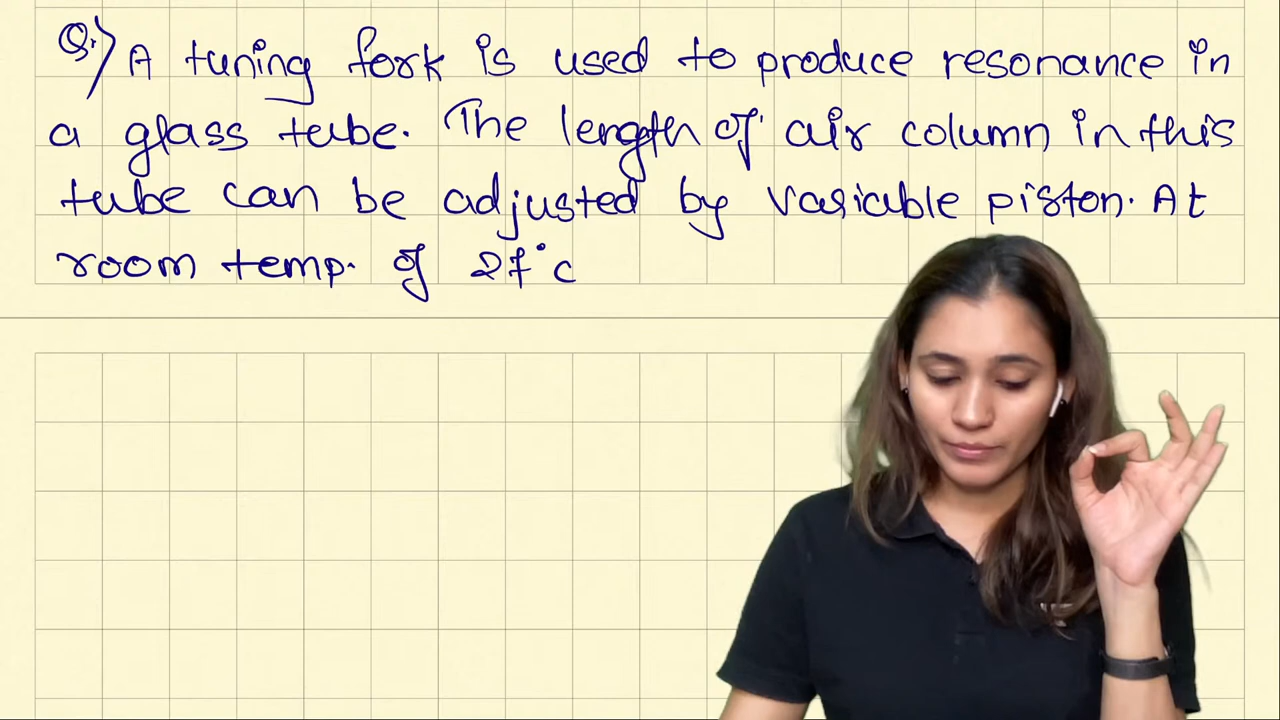 Q.) A tuning fork is used to produce resonance in
a glass tube. The length of air column in this
tube can be adjusted by variable piston. At
room temp. of 27°C